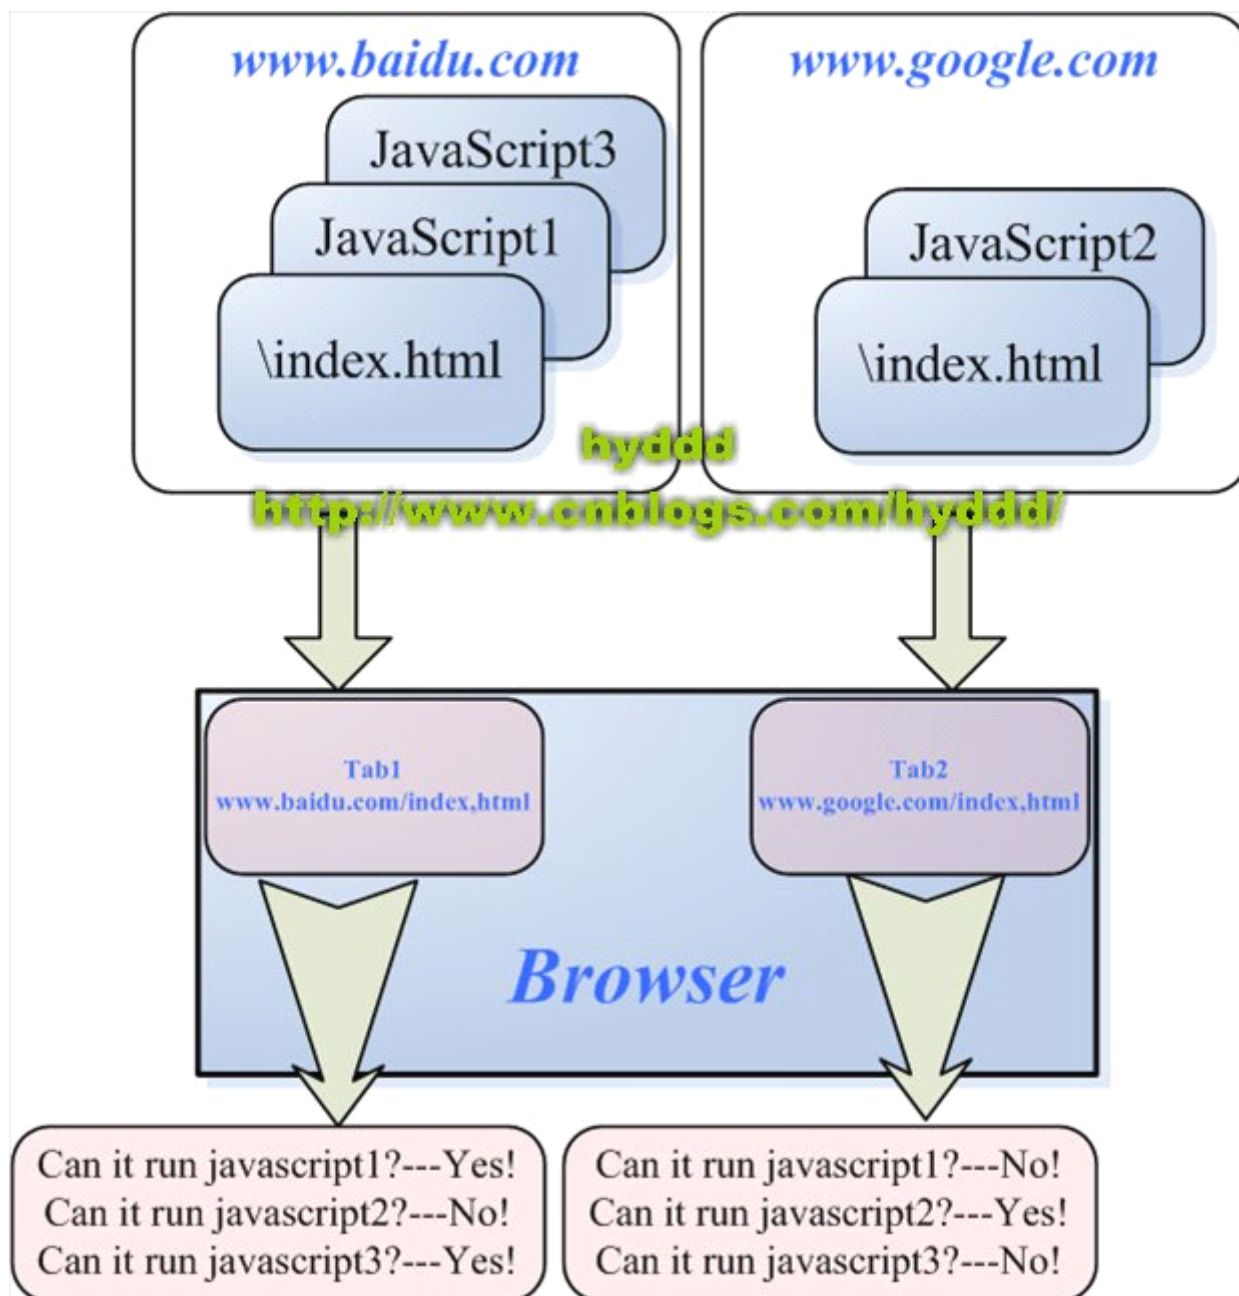 www.baidu.com
JavaScript3
JavaScript1
\index.html
www.google.com
JavaScript2
\index.html
hyddd
http://www.cnblogs.com/hyddd/
Tab1
www.baidu.com/index,html
Tab2
www.google.com/index,html
Browser
Can it run javascript1?---Yes!
Can it run javascript2?---No!
Can it run javascript3?---Yes!
Can it run javascript1?---No!
Can it run javascript2?---Yes!
Can it run javascript3?---No!